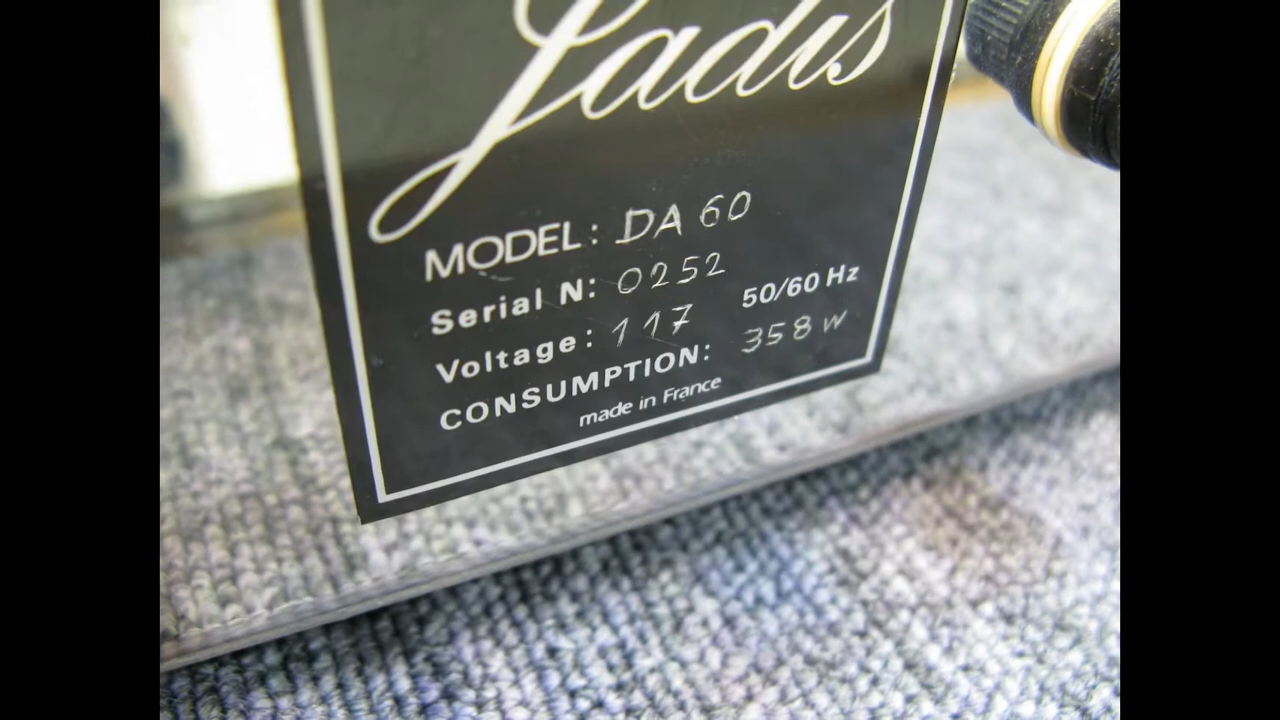 Jadis
MODEL: DA 60
Serial N: 0252
Voltage: 117 50/60 Hz
CONSUMPTION: 358 W
made in France